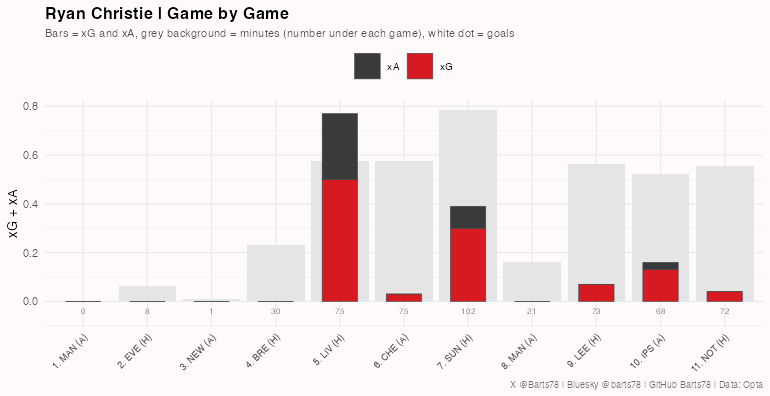 Ryan Christie | Game by Game
Bars = xG and xA, grey background = minutes (number under each game), white dot = goals
xA xG
xG + xA
0.8
0.6
0.4
0.2
0.0
0 8 1 30 75 75 102 21 73 68 72
1. MAN (A) 2. EVE (H) 3. NEW (A) 4. BRE (H) 5. LIV (H) 6. CHE (A) 7. SUN (H) 8. MAN (A) 9. LEE (H) 10. IPS (A) 11. NOT (H)
X @Barts78 | Bluesky @barts78 | GitHub Barts78 | Data: Opta